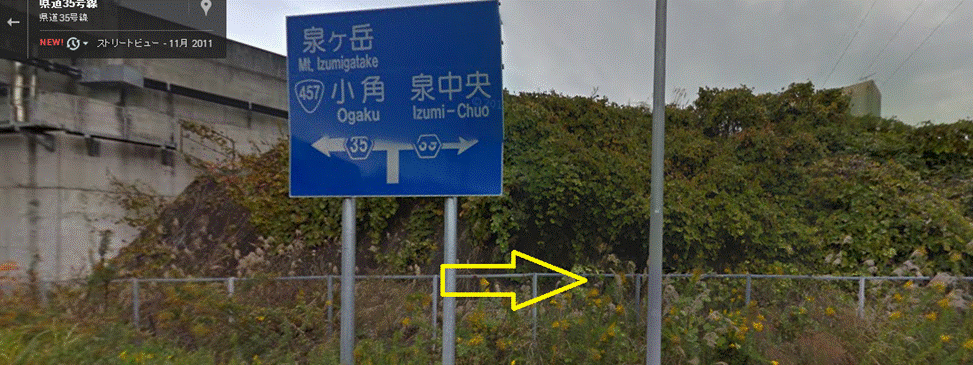 県道35号線
県道35号線
NEW! ストリートビュー - 11月 2011
泉ヶ岳
Mt. Izumigatake
457 小角 泉中央
Ogaku Izumi-Chuo
35